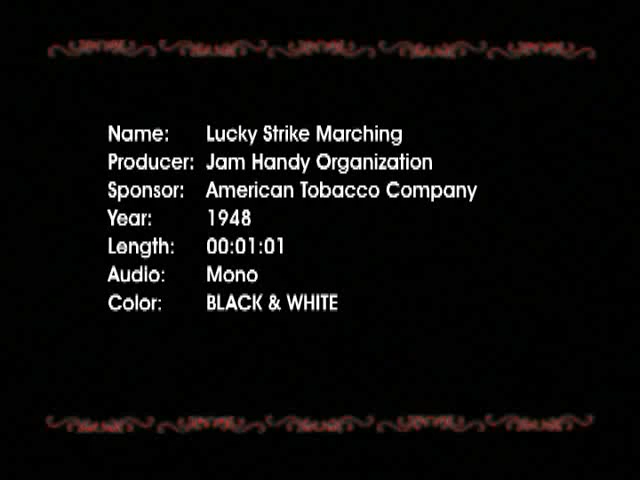 Name: Lucky Strike Marching
Producer: Jam Handy Organization
Sponsor: American Tobacco Company
Year: 1948
Length: 00:01:01
Audio: Mono
Color: BLACK & WHITE